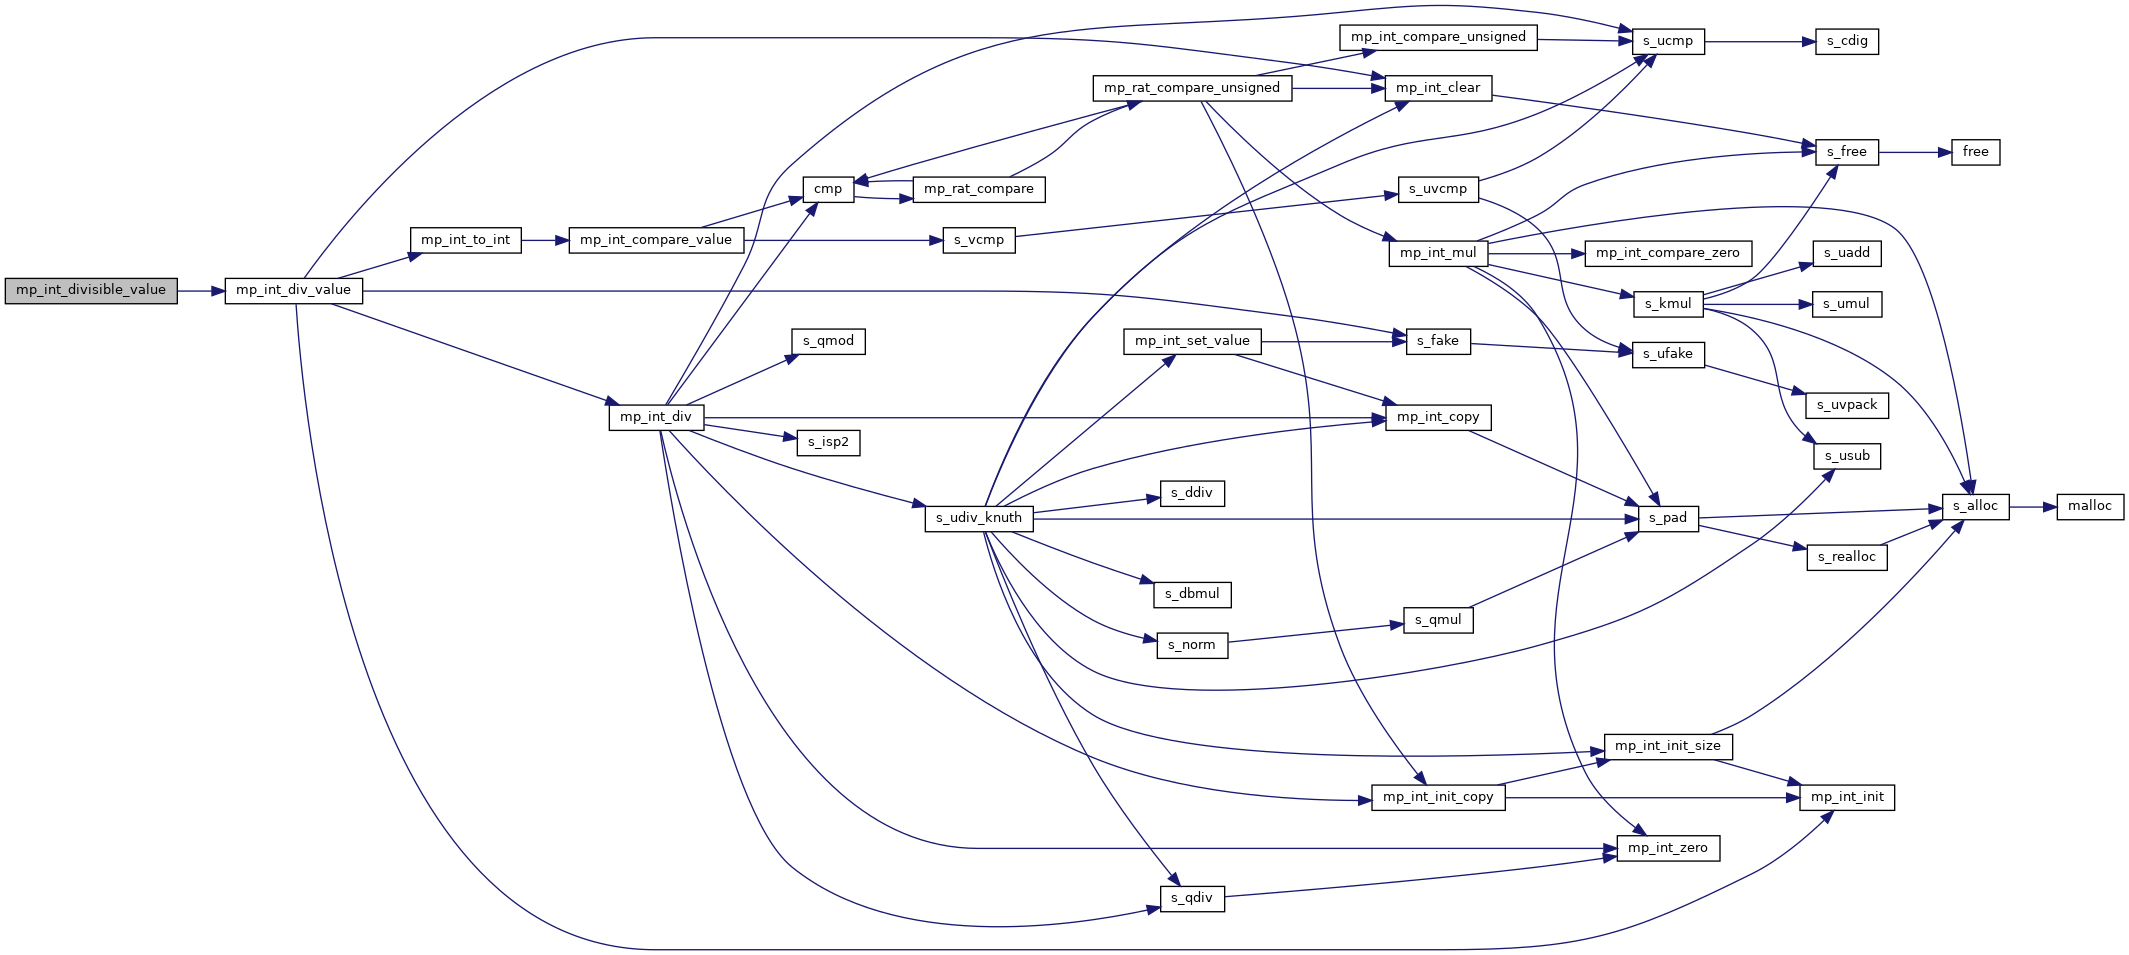 mp_int_divisible_value
mp_int_div_value
mp_int_to_int
mp_int_div
mp_int_compare_value
cmp
s_qmod
s_isp2
mp_rat_compare
s_vcmp
s_udiv_knuth
mp_rat_compare_unsigned
mp_int_set_value
s_ddiv
s_dbmul
s_norm
s_qdiv
mp_int_compare_unsigned
mp_int_clear
s_uvcmp
mp_int_mul
s_fake
mp_int_copy
s_qmul
mp_int_init_copy
s_ucmp
mp_int_compare_zero
s_kmul
s_ufake
s_pad
mp_int_init_size
mp_int_zero
s_cdig
s_free
s_uadd
s_umul
s_uvpack
s_usub
s_realloc
mp_int_init
free
s_alloc
malloc